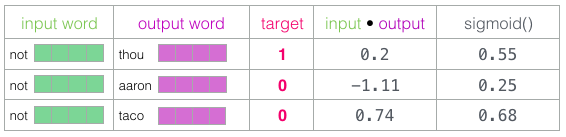 input word output word target input • output sigmoid()
not thou 1 0.2 0.55
not aaron 0 -1.11 0.25
not taco 0 0.74 0.68